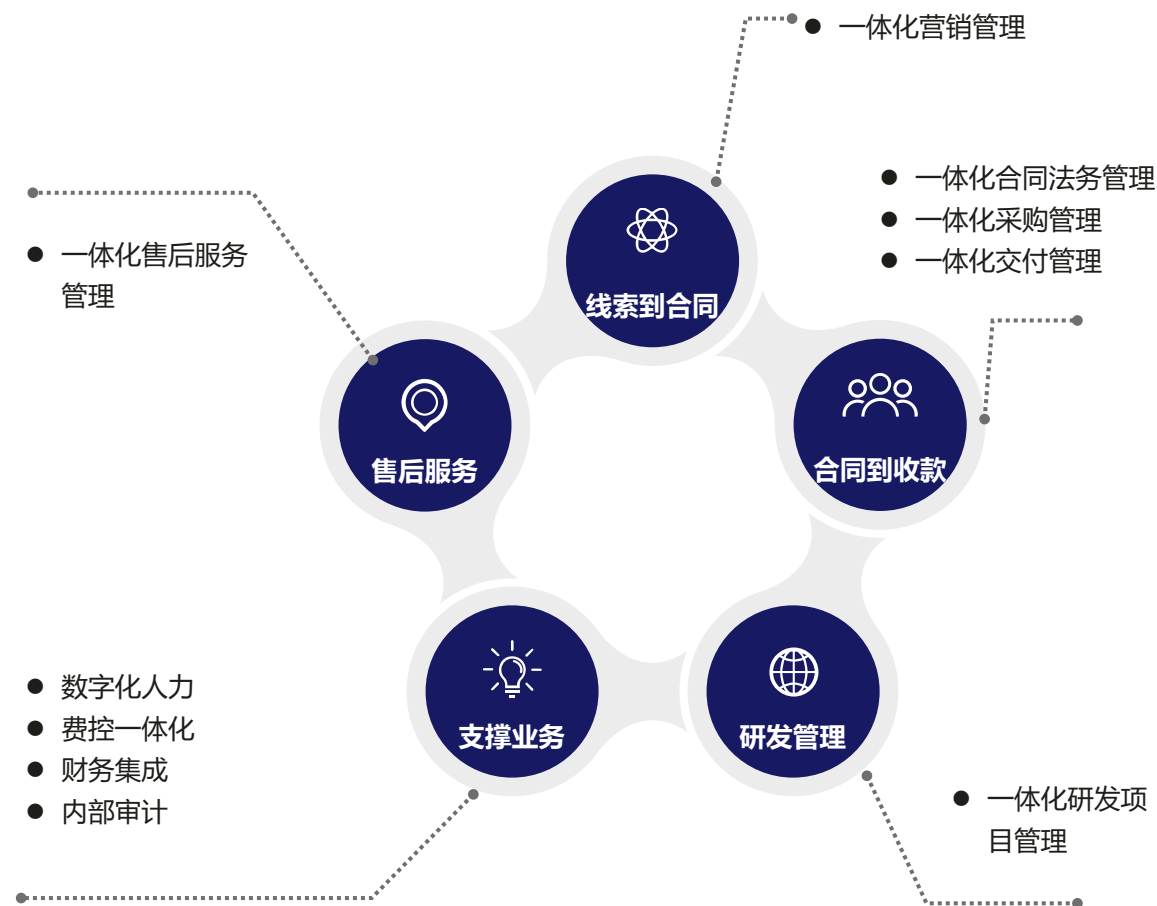 一体化营销管理
一体化合同法务管理
一体化采购管理
一体化交付管理
一体化售后服务
管理
线索到合同
合同到收款
售后服务
支撑业务
研发管理
数字化人力
费控一体化
财务集成
内部审计
一体化研发项
目管理